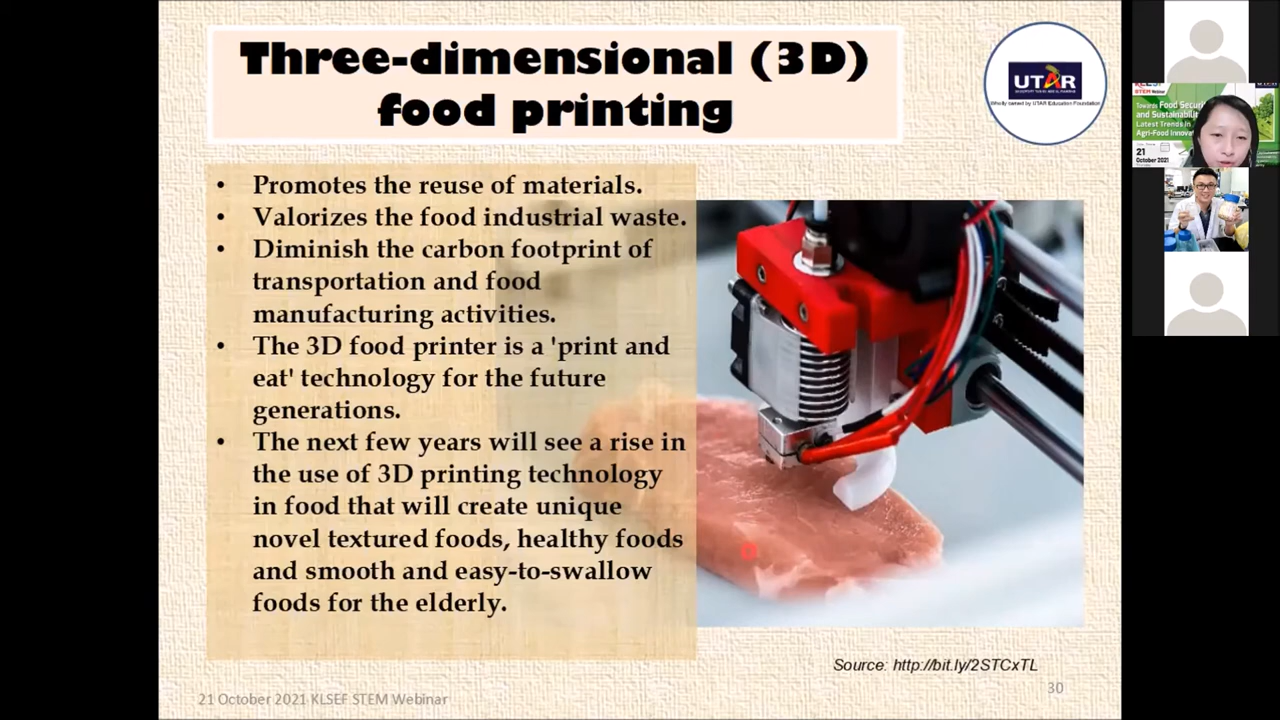 Three-dimensional (3D)
food printing
UTAR
Wholly owned by UTAR Education Foundation
• Promotes the reuse of materials.
• Valorizes the food industrial waste.
• Diminish the carbon footprint of
transportation and food
manufacturing activities.
• The 3D food printer is a 'print and
eat' technology for the future
generations.
• The next few years will see a rise in
the use of 3D printing technology
in food that will create unique
novel textured foods, healthy foods
and smooth and easy-to-swallow
foods for the elderly.
Source: http://bit.ly/2STCxTL
21 October 2021 KLSEF STEM Webinar
30
STEM Webinar
Towards Food Securi
and Sustainability
Latest Trends in
Agri-Food Innova
21
October 2021